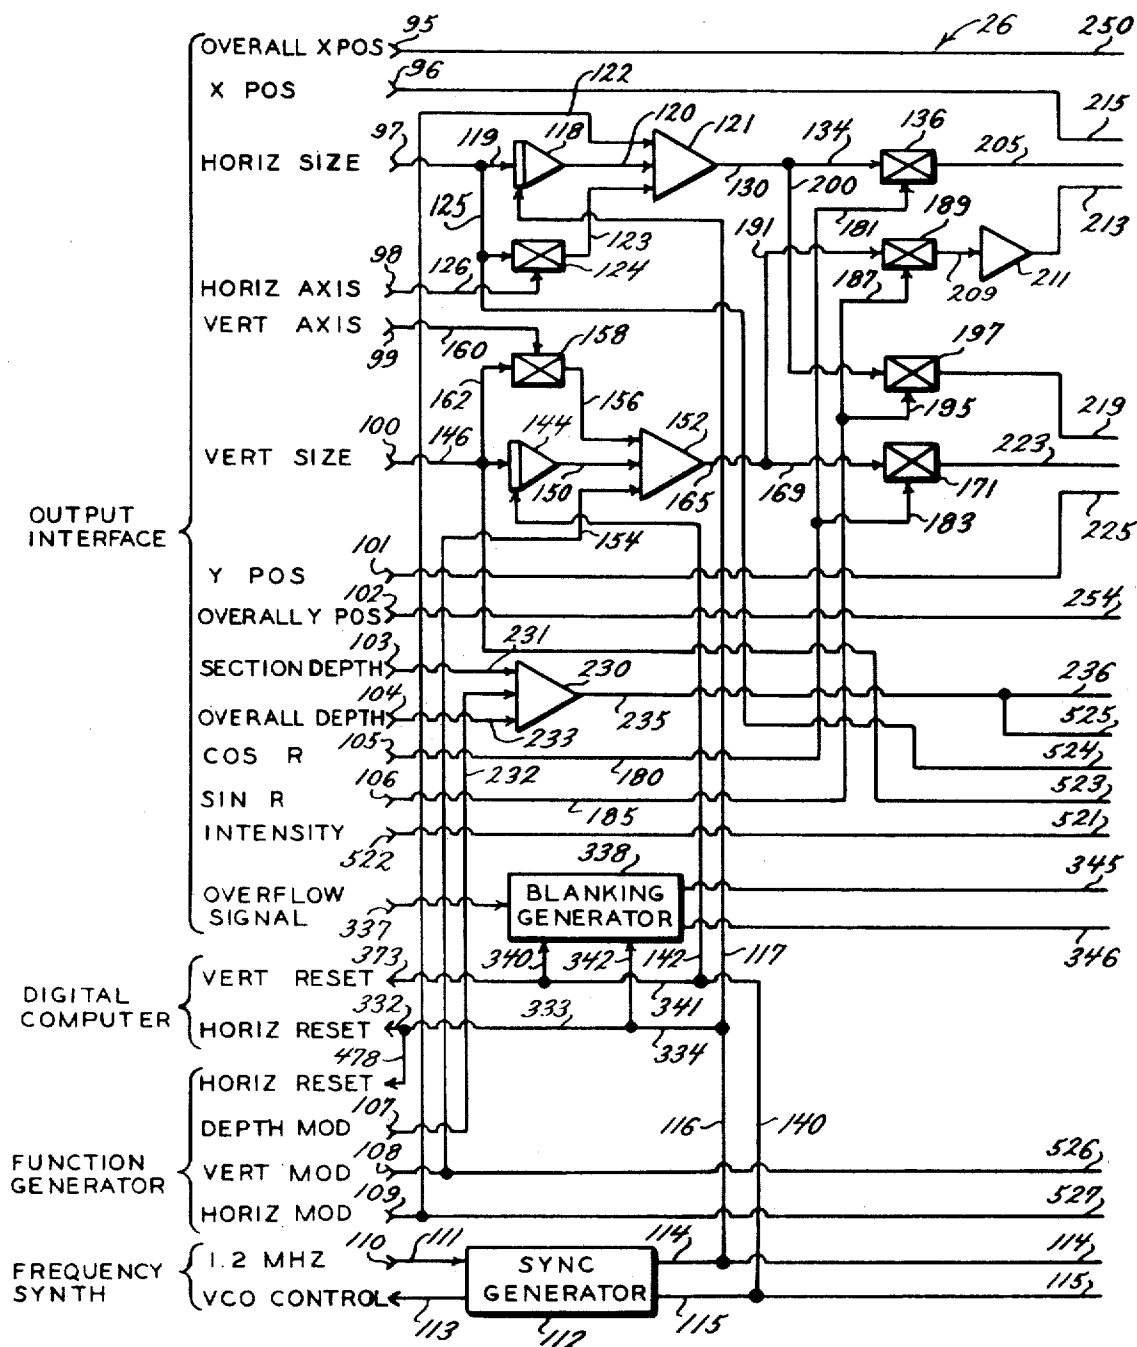 95
26
250
OVERALL X POS
96
X POS
122
120
121
215
97
119
118
134
136
205
HORIZ SIZE
130
200
125
123
191
181
189
213
98
126
124
187
209
211
HORIZ AXIS
VERT AXIS
99
160
158
197
162
156
195
219
100
146
144
152
223
VERT SIZE
150
165
169
171
183
225
OUTPUT
INTERFACE
154
101
Y POS
102
OVERALL Y POS
254
103
231
SECTION DEPTH
230
236
104
OVERALL DEPTH
235
525
233
105
COS R
232
180
524
106
SIN R
185
523
INTENSITY
522
521
338
345
OVERFLOW
SIGNAL
BLANKING
GENERATOR
337
373
340
342
142
117
346
VERT RESET
DIGITAL
COMPUTER
341
332
333
HORIZ RESET
334
478
HORIZ RESET
107
DEPTH MOD
116
140
108
FUNCTION
GENERATOR
VERT MOD
526
109
HORIZ MOD
527
110
111
1.2 MHZ
114
114
FREQUENCY
SYNTH
SYNC
GENERATOR
VCO CONTROL
115
115
113
112